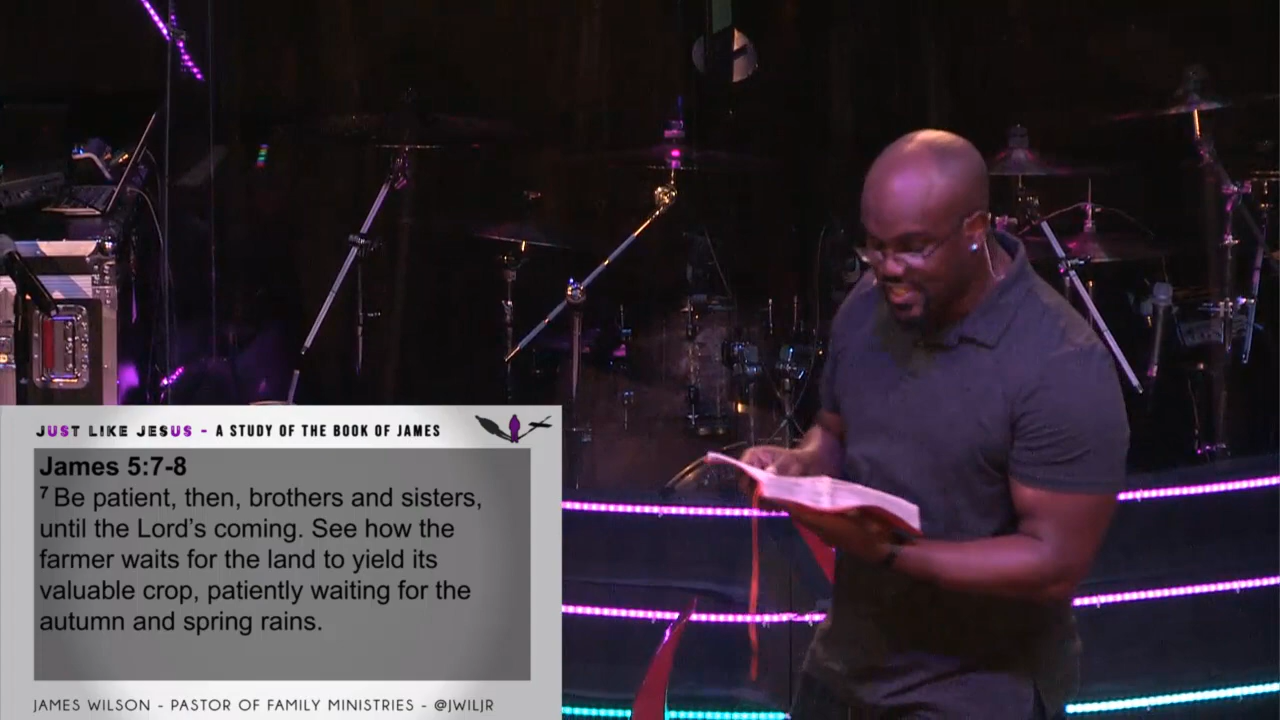 JUST LIKE JESUS - A STUDY OF THE BOOK OF JAMES
James 5:7-8
7 Be patient, then, brothers and sisters,
until the Lord's coming. See how the
farmer waits for the land to yield its
valuable crop, patiently waiting for the
autumn and spring rains.
JAMES WILSON - PASTOR OF FAMILY MINISTRIES - @JWILJR